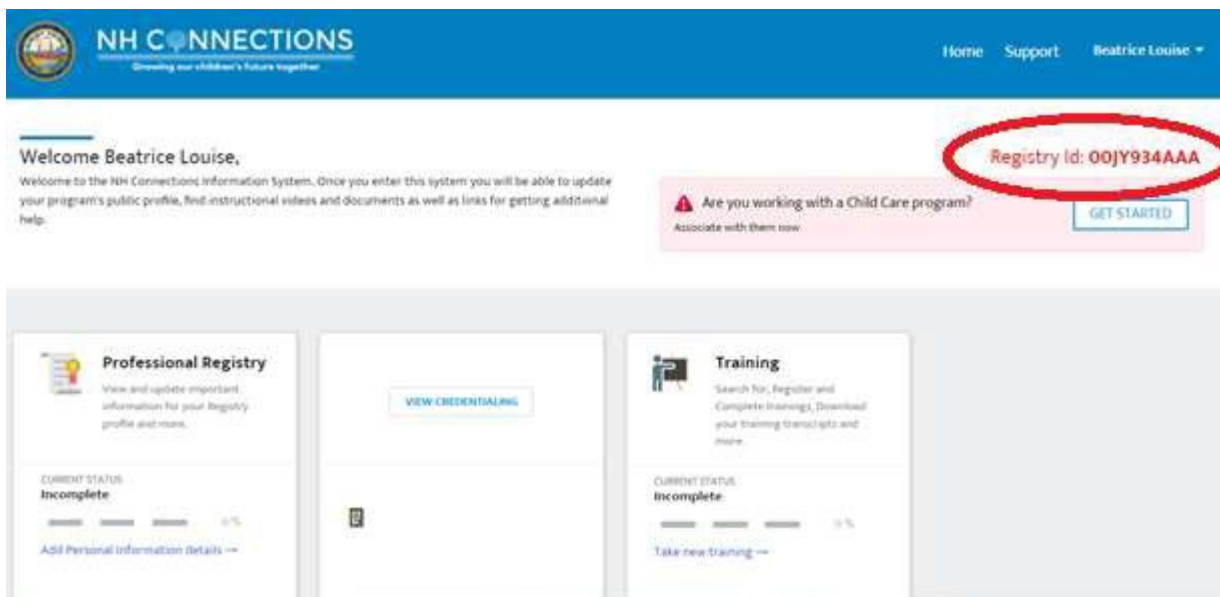 NH CONNECTIONS
Growing our children's future together
Home Support Beatrice Louise
Welcome Beatrice Louise,
Welcome to the NH Connections Information System. Once you enter this system you will be able to update
your program's public profile, find instructional videos and documents as well as links for getting additional
help.
Registry Id: 00JY934AAA
Are you working with a Child Care program?
Associate with them now
GET STARTED
Professional Registry
View and update important
information for your Registry
profile and more.
CURRENT STATUS
Incomplete
0 %
Add Personal Information details →
VIEW CREDENTIALING
Training
Search for, Register and
Complete trainings, Download
your training transcripts and
more.
CURRENT STATUS
Incomplete
0 %
Take new training →